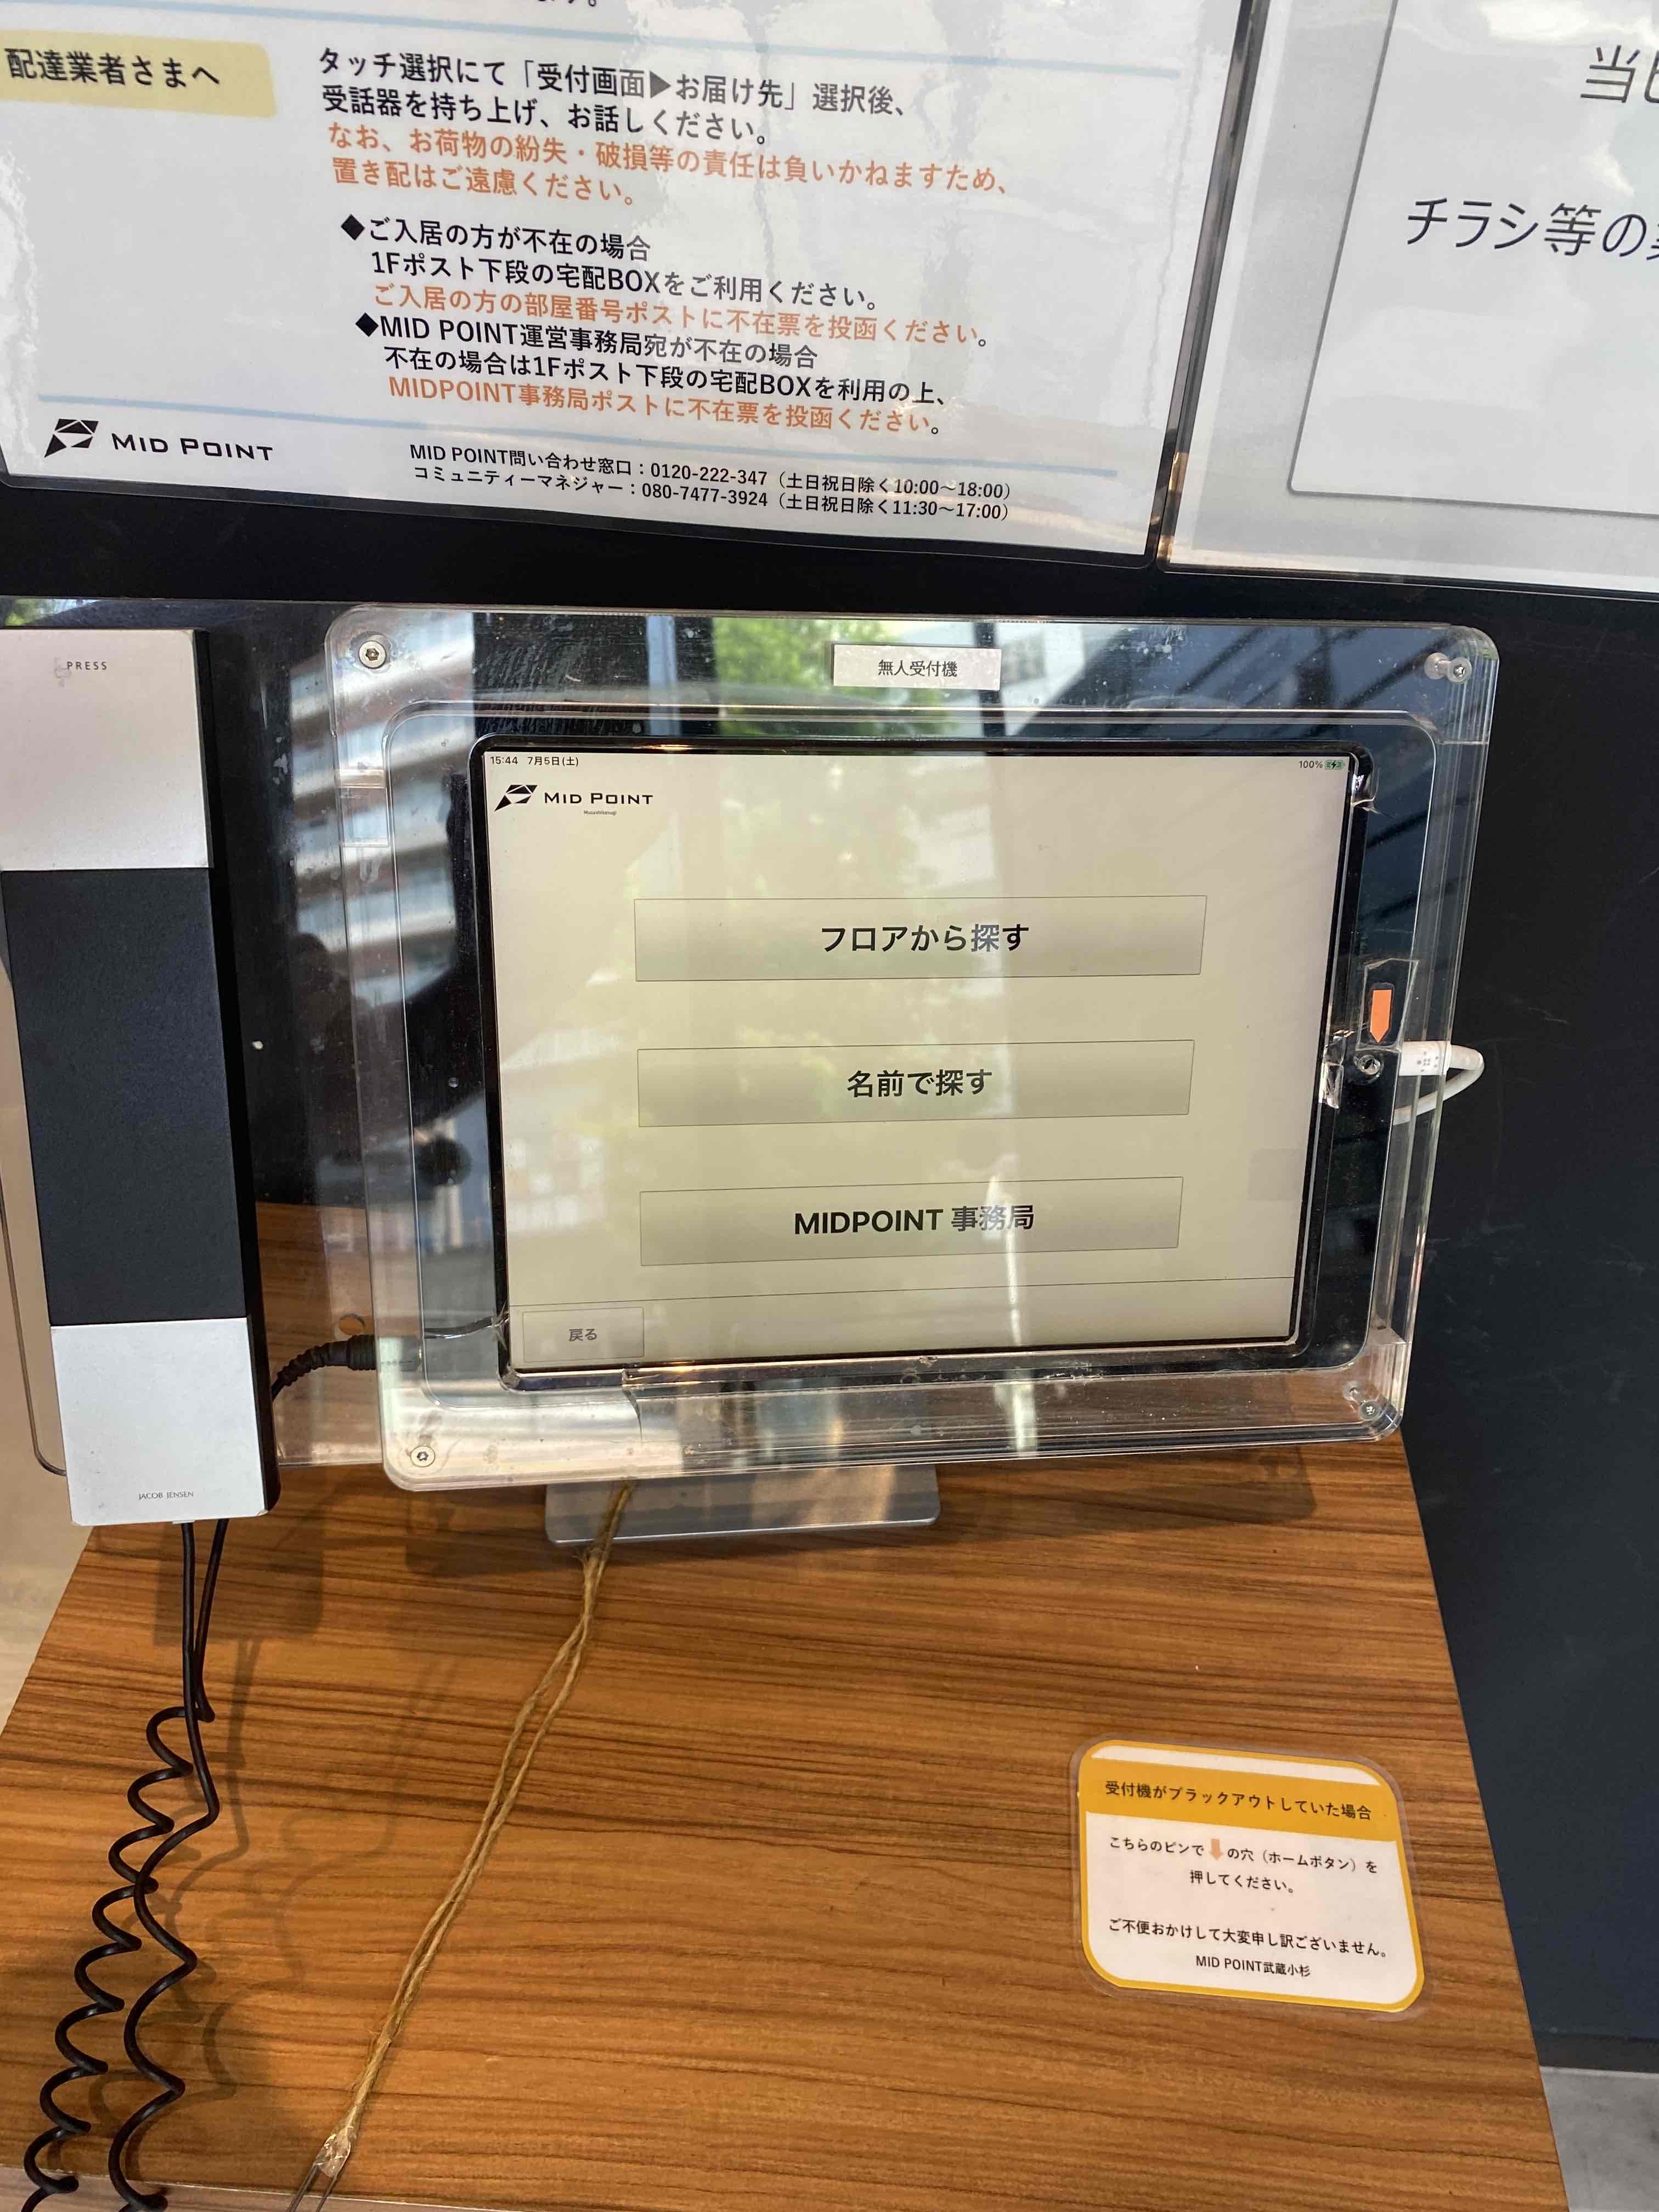 配達業者さまへ
タッチ選択にて「受付画面▶お届け先」選択後、
受話器を持ち上げ、お話しください。
なお、お荷物の紛失・破損等の責任は負いかねますため、
置き配はご遠慮ください。
◆ご入居の方が不在の場合
1Fポスト下段の宅配BOXをご利用ください。
ご入居の方の部屋番号ポストに不在票を投函ください。
◆MID POINT運営事務局宛が不在の場合
不在の場合は1Fポスト下段の宅配BOXを利用の上、
MIDPOINT事務局ポストに不在票を投函ください。
MID POINT
MID POINT問い合わせ窓口：0120-222-347（土日祝日除く10:00～18:00）
コミュニティーマネジャー：080-7477-3924（土日祝日除く11:30～17:00）
チラシ等の
PRESS
無人受付機
15:44 7月5日(土)
100%
MID POINT
フロアから探す
名前で探す
MIDPOINT 事務局
戻る
JACOB JENSEN
受付機がブラックアウトしていた場合
こちらのピンで⬇の穴（ホームボタン）を
押してください。
ご不便おかけして大変申し訳ございません。
MID POINT武蔵小杉